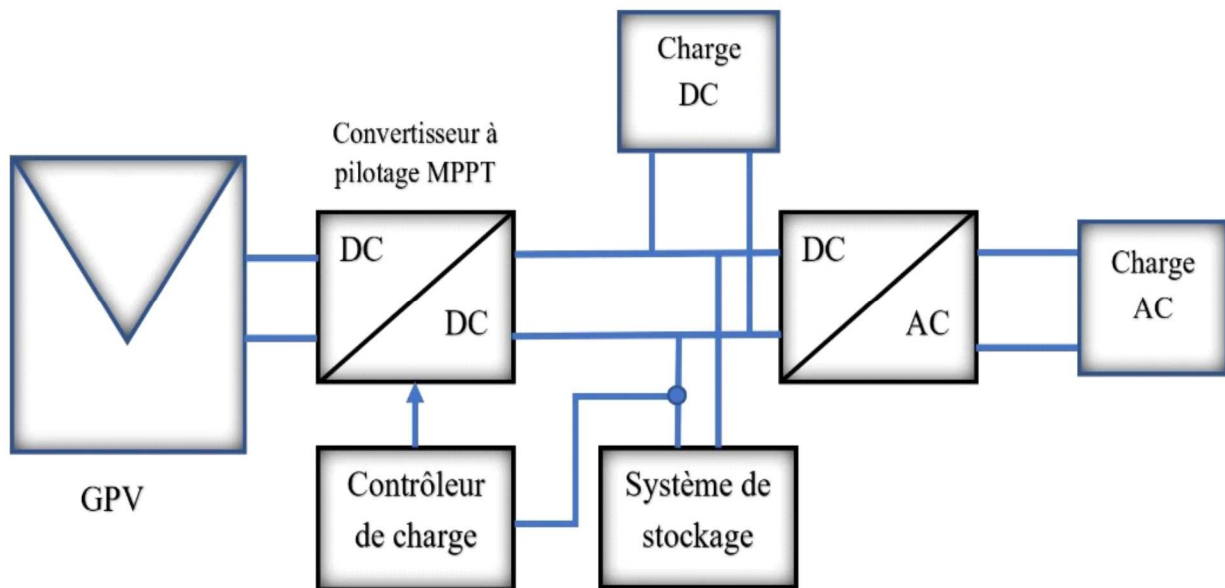 Charge
DC
Convertisseur à
pilotage MPPT
DC
DC
DC
AC
Charge
AC
GPV
Contrôleur
de charge
Système de
stockage